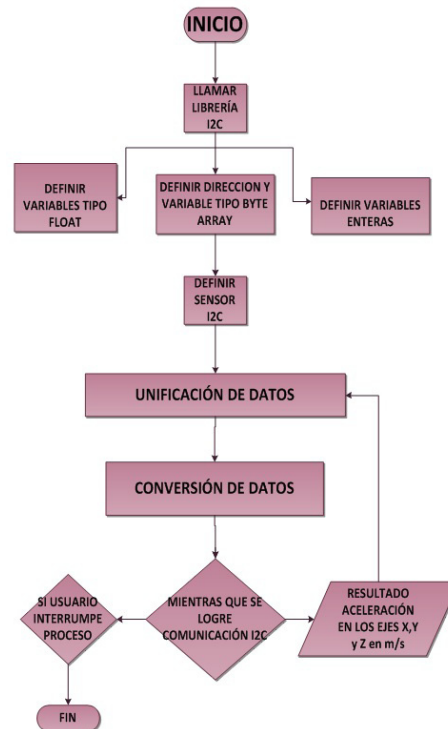 INICIO
LLAMAR
LIBRERÍA
I2C
DEFINIR
VARIABLES TIPO
FLOAT
DEFINIR DIRECCION Y
VARIABLE TIPO BYTE
ARRAY
DEFINIR VARIABLES
ENTERAS
DEFINIR
SENSOR
I2C
UNIFICACIÓN DE DATOS
CONVERSIÓN DE DATOS
SI USUARIO
INTERRUMPE
PROCESO
MIENTRAS QUE SE
LOGRE
COMUNICACIÓN I2C
RESULTADO
ACELERACIÓN
EN LOS EJES X,Y
y Z en m/s
FIN